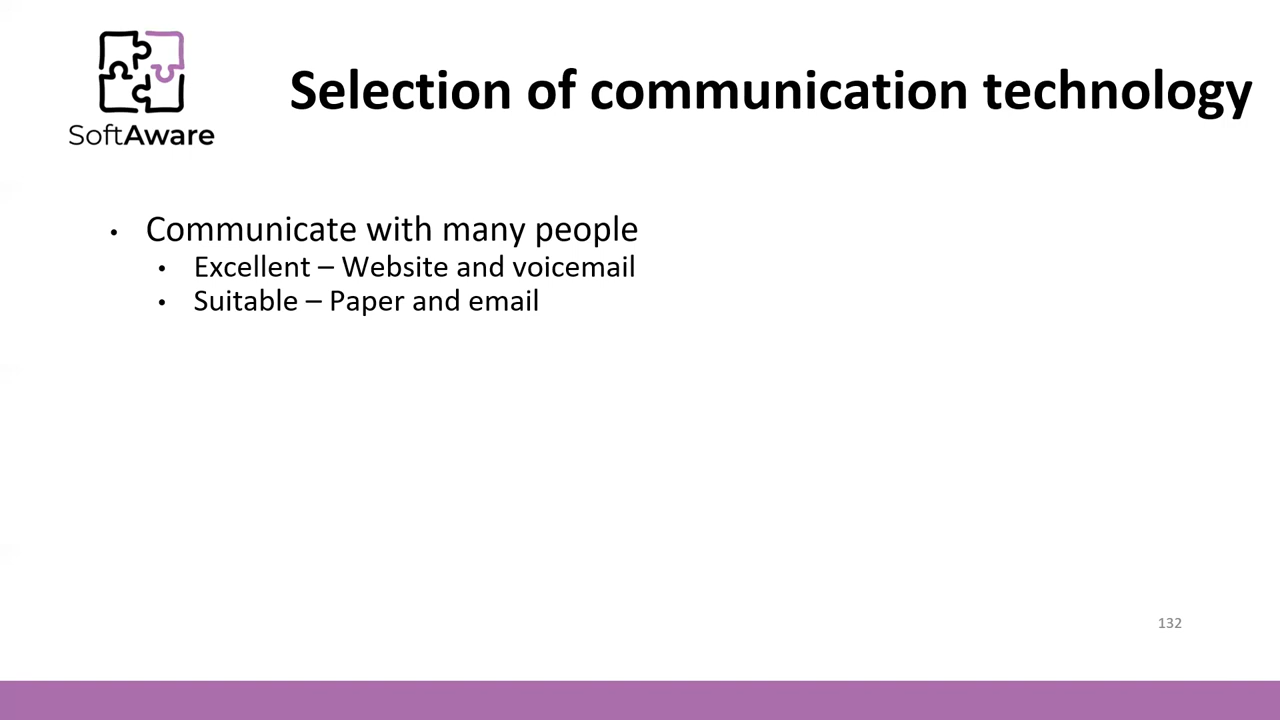 SoftAware
Selection of communication technology
• Communicate with many people
• Excellent – Website and voicemail
• Suitable – Paper and email
132